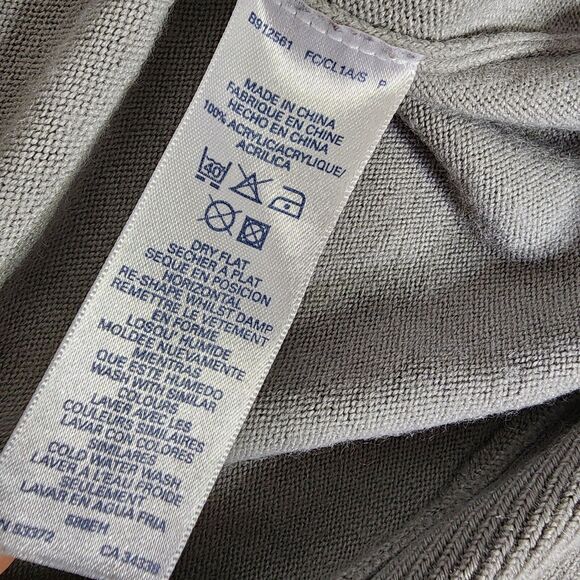 B912561 FC/CL1A/S P
MADE IN CHINA
FABRIQUE EN CHINE
HECHO EN CHINA
100% ACRYLIC/ACRYLIQUE/
ACRILICA
40
DRY FLAT
SECHER A PLAT
SEQUE EN POSICION
HORIZONTAL
RE-SHAPE WHILST DAMP
REMETTRE LE VETEMENT
EN FORME
LOSQU' HUMIDE
MOLDEE NUEVAMENTE
MIENTRAS
QUE ESTE HUMEDO
WASH WITH SIMILAR
COLOURS
LAVER AVEC LES
COULEURS SIMILAIRES
LAVAR CON COLORES
SIMILARES
COLD WATER WASH
LAVER A L'EAU FROIDE
SEULEMENT
LAVAR EN AGUA FRIA
N 53372 CA 34338